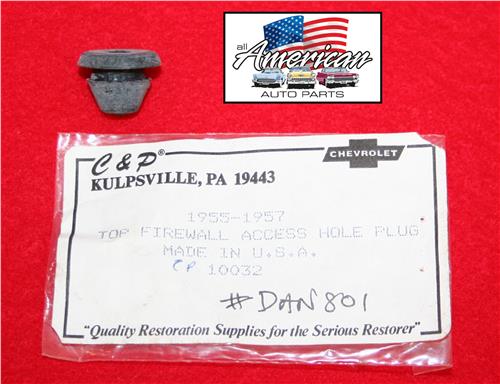 all
American
AUTO PARTS
C & P
CHEVROLET
KULPSVILLE, PA 19443
1955-1957
TOP FIREWALL ACCESS HOLE PLUG
MADE IN U.S.A.
CP 10032
#DAN801
"Quality Restoration Supplies for the Serious Restorer"